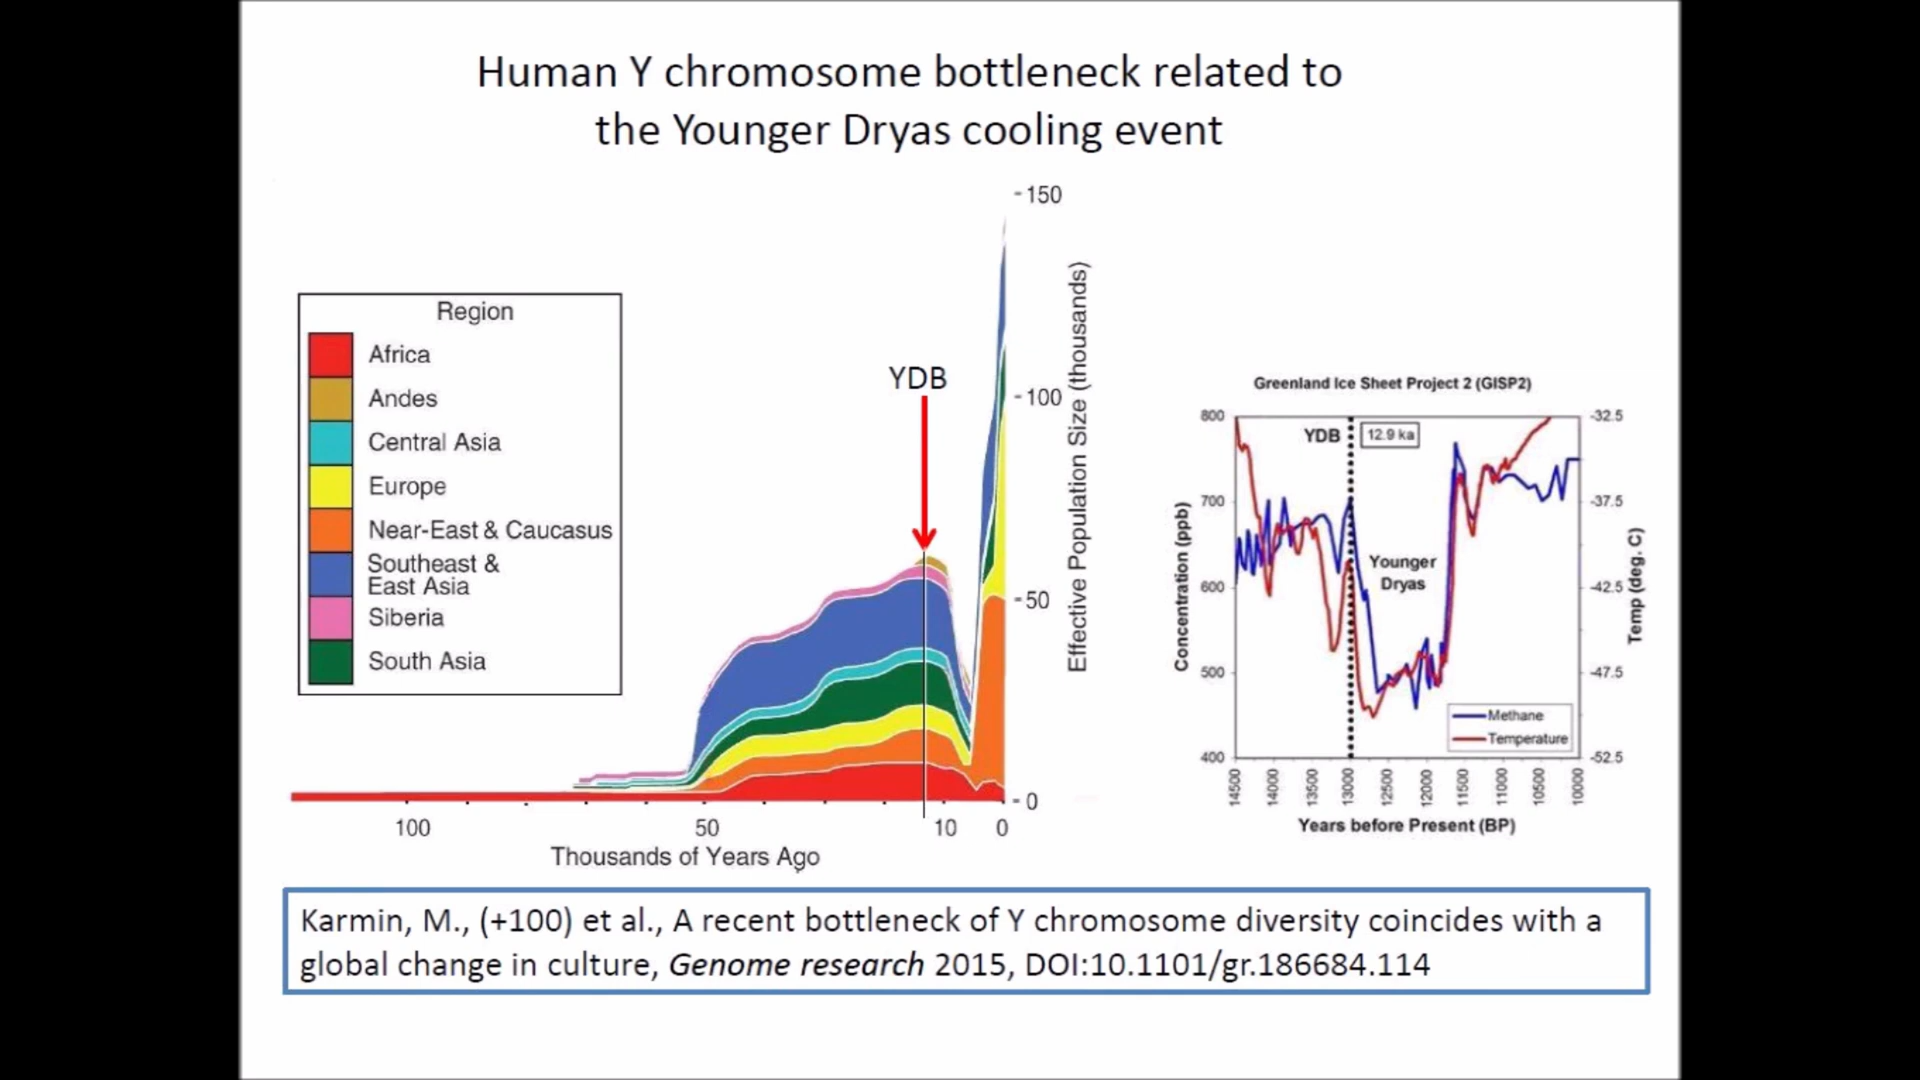 Human Y chromosome bottleneck related to
the Younger Dryas cooling event
Region
Africa
Andes
Central Asia
Europe
Near-East & Caucasus
Southeast &
East Asia
Siberia
South Asia
YDB
150
100
50
0
Effective Population Size (thousands)
100
50
10
0
Thousands of Years Ago
Greenland Ice Sheet Project 2 (GISP2)
800
700
600
500
400
Concentration (ppb)
YDB
12.9 ka
Younger
Dryas
Methane
Temperature
-32.5
-37.5
-42.5
-47.5
-52.5
Temp (deg. C)
14500
14000
13500
13000
12500
12000
11500
11000
10500
10000
Years before Present (BP)
Karmin, M., (+100) et al., A recent bottleneck of Y chromosome diversity coincides with a
global change in culture, Genome research 2015, DOI:10.1101/gr.186684.114